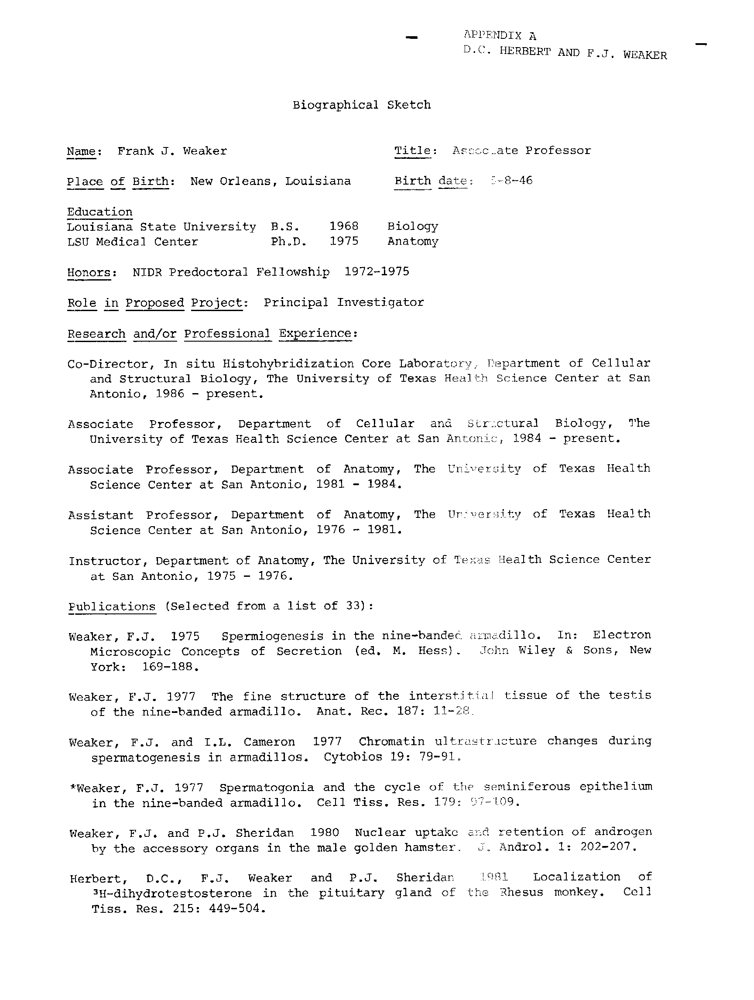 APPENDIX A
D.C. HERBERT AND F.J. WEAKER
Biographical Sketch
Name: Frank J. Weaker Title: Associate Professor
Place of Birth: New Orleans, Louisiana Birth date: -8-46
Education
Louisiana State University B.S. 1968 Biology
LSU Medical Center Ph.D. 1975 Anatomy
Honors: NIDR Predoctoral Fellowship 1972-1975
Role in Proposed Project: Principal Investigator
Research and/or Professional Experience:
Co-Director, In situ Histohybridization Core Laboratory, Department of Cellular
and Structural Biology, The University of Texas Health Science Center at San
Antonio, 1986 - present.
Associate Professor, Department of Cellular and Structural Biology, The
University of Texas Health Science Center at San Antonio, 1984 - present.
Associate Professor, Department of Anatomy, The University of Texas Health
Science Center at San Antonio, 1981 - 1984.
Assistant Professor, Department of Anatomy, The University of Texas Health
Science Center at San Antonio, 1976 - 1981.
Instructor, Department of Anatomy, The University of Texas Health Science Center
at San Antonio, 1975 - 1976.
Publications (Selected from a list of 33):
Weaker, F.J. 1975 Spermiogenesis in the nine-banded armadillo. In: Electron
Microscopic Concepts of Secretion (ed. M. Hess). John Wiley & Sons, New
York: 169-188.
Weaker, F.J. 1977 The fine structure of the interstitial tissue of the testis
of the nine-banded armadillo. Anat. Rec. 187: 11-28.
Weaker, F.J. and I.L. Cameron 1977 Chromatin ultrastructure changes during
spermatogenesis in armadillos. Cytobios 19: 79-91.
*Weaker, F.J. 1977 Spermatogonia and the cycle of the seminiferous epithelium
in the nine-banded armadillo. Cell Tiss. Res. 179: 97-109.
Weaker, F.J. and P.J. Sheridan 1980 Nuclear uptake and retention of androgen
by the accessory organs in the male golden hamster. J. Androl. 1: 202-207.
Herbert, D.C., F.J. Weaker and P.J. Sheridan 1981 Localization of
³H-dihydrotestosterone in the pituitary gland of the Rhesus monkey. Cell
Tiss. Res. 215: 449-504.